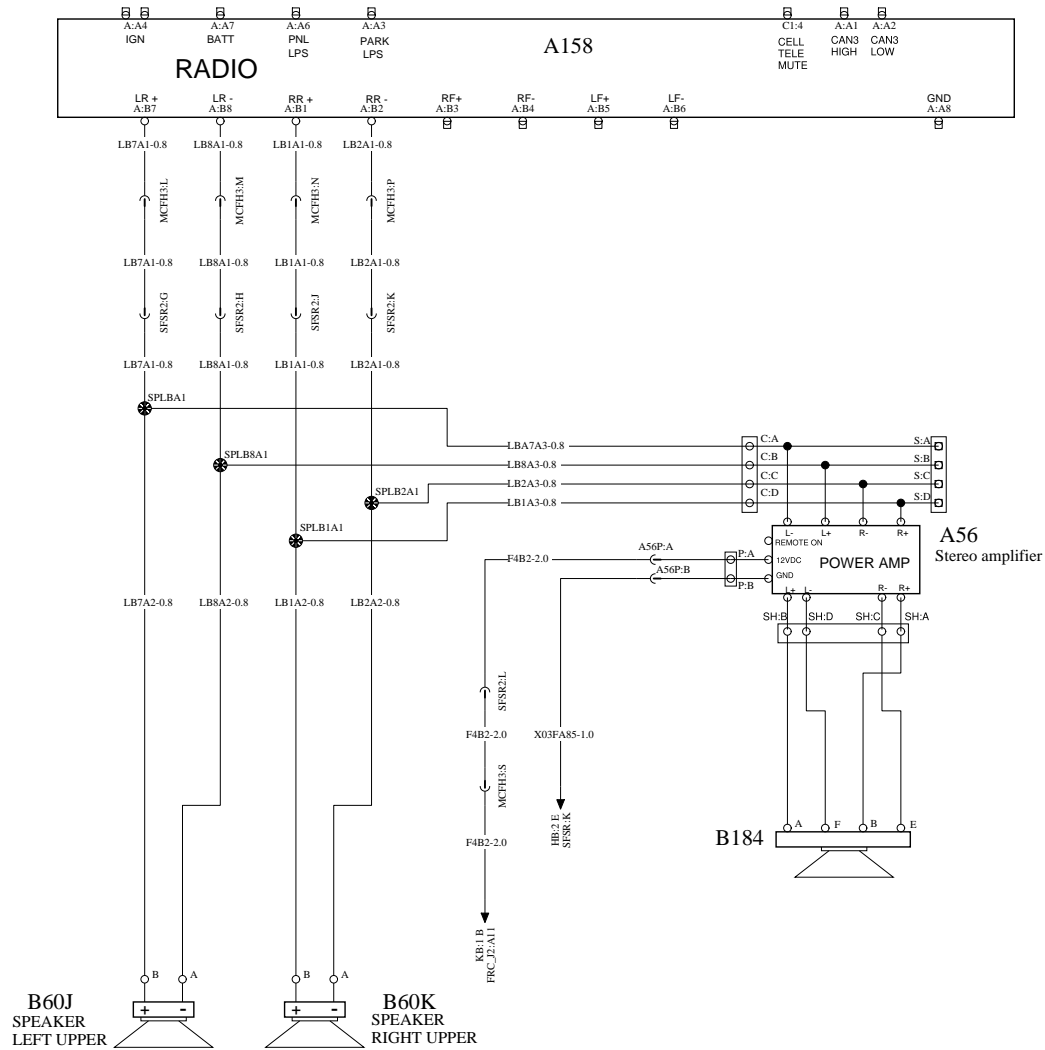 A:A4 A:A7 A:A6 A:A3 C1:4 A:A1 A:A2
IGN BATT PNL LPS PARK LPS A158 CELL TELE MUTE CAN3 HIGH CAN3 LOW
RADIO
LR + LR - RR + RR - RF+ RF- LF+ LF- GND
A:B7 A:B8 A:B1 A:B2 A:B3 A:B4 A:B5 A:B6 A:A8
LB7A1-0.8 LB8A1-0.8 LB1A1-0.8 LB2A1-0.8
MCFH3:L MCFH3:M MCFH3:N MCFH3:P
LB7A1-0.8 LB8A1-0.8 LB1A1-0.8 LB2A1-0.8
SFSR2:G SFSR2:H SFSR2:J SFSR2:K
LB7A1-0.8 LB8A1-0.8 LB1A1-0.8 LB2A1-0.8
SPLBA1
LBA7A3-0.8 C:A S:A
SPLB8A1 LB8A3-0.8 C:B S:B
LB2A3-0.8 C:C S:C
SPLB2A1 LB1A3-0.8 C:D S:D
SPLB1A1
L- L+ R- R+ A56
REMOTE ON Stereo amplifier
F4B2-2.0 A56P:A P:A 12VDC POWER AMP
A56P:B P:B GND
L+ L- R- R+
LB7A2-0.8 LB8A2-0.8 LB1A2-0.8 LB2A2-0.8
SH:B SH:D SH:C SH:A
SFSR2:L
F4B2-2.0 X03FA85-1.0
MCFH3:S
HB:2 E
SFSR:K
F4B2-2.0
A F B E
B184
KB:1 B
FRC_J2:A11
B A B A
B60J + - + - B60K
SPEAKER
LEFT UPPER
SPEAKER
RIGHT UPPER